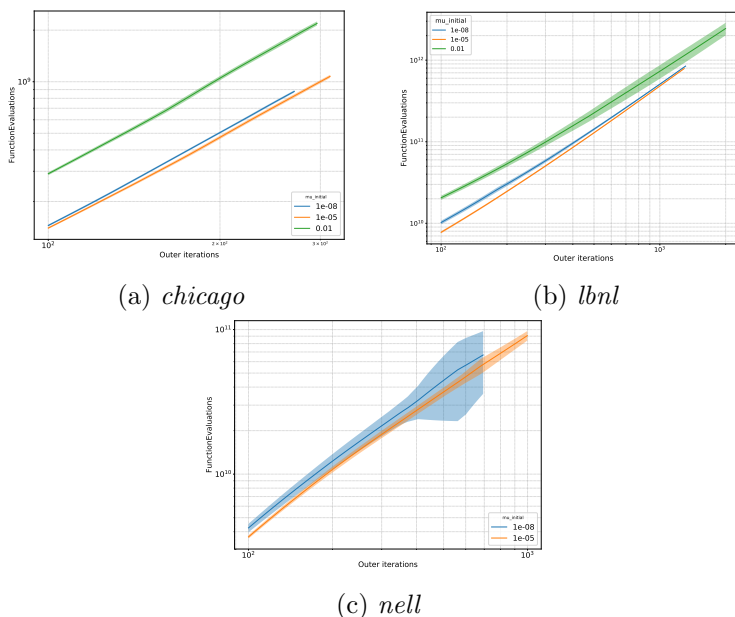 10⁹
FunctionEvaluations
mu_initial
1e-08
1e-05
0.01
10²
2 × 10²
3 × 10²
Outer iterations
(a) chicago
mu_initial
1e-08
1e-05
0.01
10¹²
10¹¹
10¹⁰
FunctionEvaluations
10²
10³
Outer iterations
(b) lbnl
10¹¹
10¹⁰
FunctionEvaluations
mu_initial
1e-08
1e-05
10²
10³
Outer iterations
(c) nell